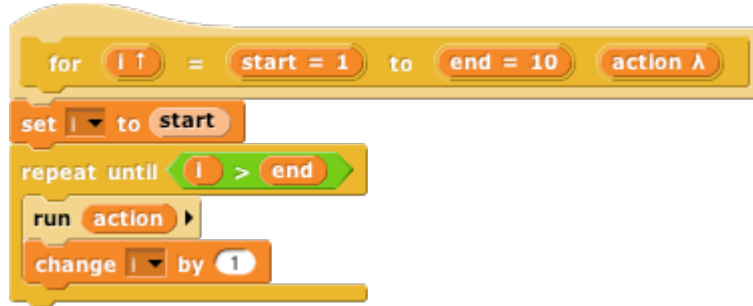 for i ↑ = start = 1 to end = 10 action λ
set i to start
repeat until i > end
run action
change i by 1